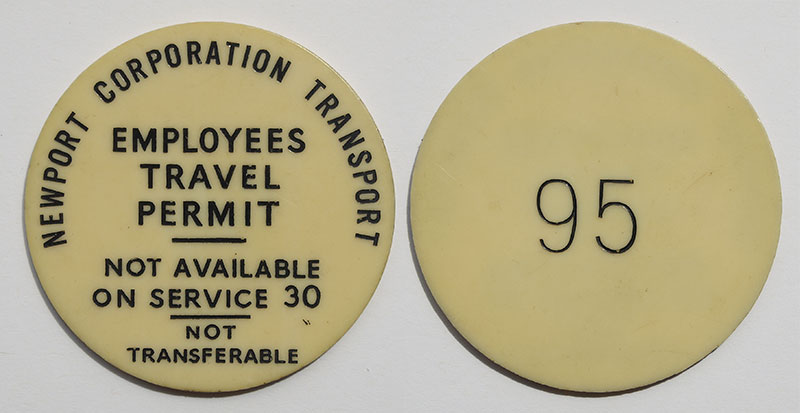 NEWPORT CORPORATION TRANSPORT
EMPLOYEES
TRAVEL
PERMIT
NOT AVAILABLE
ON SERVICE 30
NOT
TRANSFERABLE
95